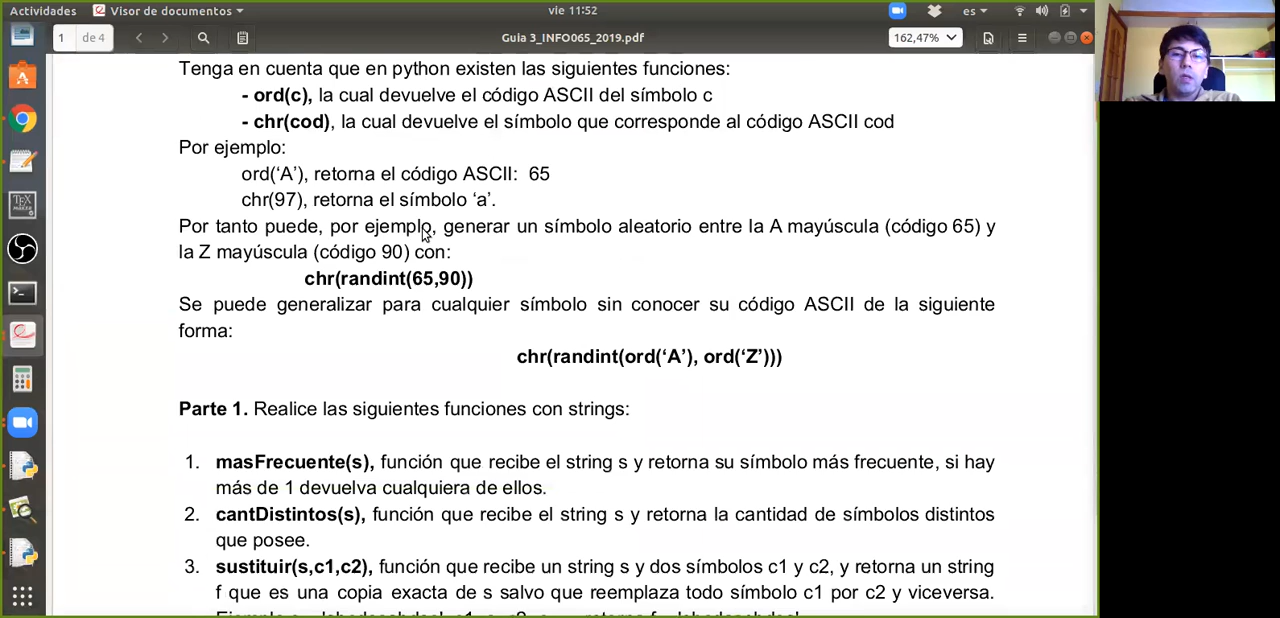 Actividades
Visor de documentos
vie 11:52
es
1
de 4
Guia 3_INFO065_2019.pdf
162,47%
Tenga en cuenta que en python existen las siguientes funciones:
- ord(c), la cual devuelve el código ASCII del símbolo c
- chr(cod), la cual devuelve el símbolo que corresponde al código ASCII cod
Por ejemplo:
ord(‘A’), retorna el código ASCII: 65
chr(97), retorna el símbolo ‘a’.
Por tanto puede, por ejemplo, generar un símbolo aleatorio entre la A mayúscula (código 65) y
la Z mayúscula (código 90) con:
chr(randint(65,90))
Se puede generalizar para cualquier símbolo sin conocer su código ASCII de la siguiente
forma:
chr(randint(ord(‘A’), ord(‘Z’)))
Parte 1. Realice las siguientes funciones con strings:
1. masFrecuente(s), función que recibe el string s y retorna su símbolo más frecuente, si hay
más de 1 devuelva cualquiera de ellos.
2. cantDistintos(s), función que recibe el string s y retorna la cantidad de símbolos distintos
que posee.
3. sustituir(s,c1,c2), función que recibe un string s y dos símbolos c1 y c2, y retorna un string
f que es una copia exacta de s salvo que reemplaza todo símbolo c1 por c2 y viceversa.